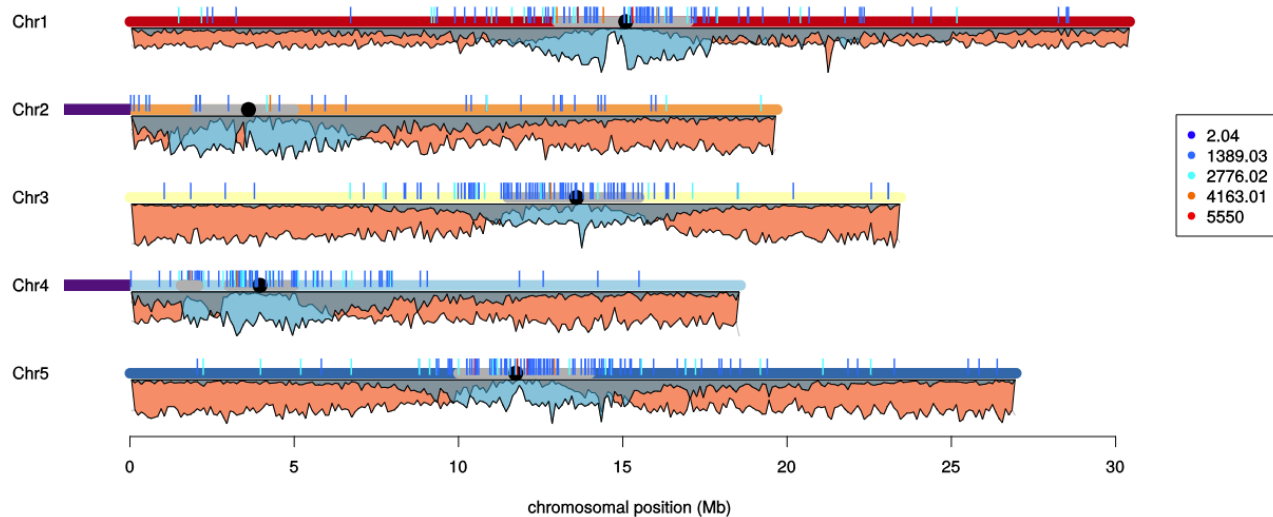 Chr1
Chr2
Chr3
Chr4
Chr5
2.04
1389.03
2776.02
4163.01
5550
0 5 10 15 20 25 30
chromosomal position (Mb)